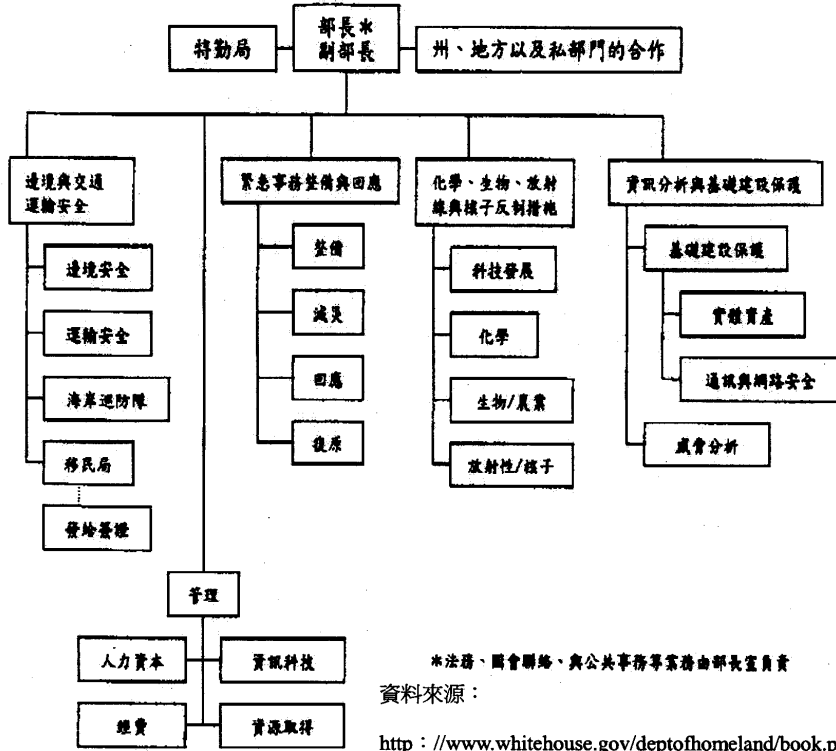 特勤局
部長*
副部長
州、地方以及私部門的合作
邊境與交通
運輸安全
邊境安全
運輸安全
海岸巡防隊
移民局
發給簽證
緊急事務整備與回應
整備
減災
回應
復原
化學、生物、放射
線與核子反制措施
科技發展
化學
生物/農業
放射性/核子
資訊分析與基礎建設保護
基礎建設保護
實體資產
通訊與網路安全
威脅分析
管理
人力資本
資訊科技
經費
資源取得
*法務、國會聯絡、與公共事務等業務由部長室負責
資料來源：
http：//www.whitehouse.gov/deptofhomeland/book.p